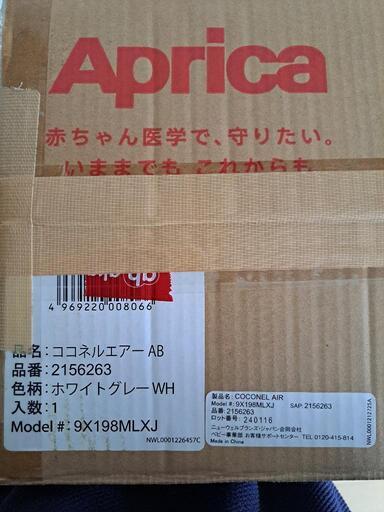 Aprica
赤ちゃん医学で、守りたい。
いままでも これからも
4 969220 008066
品名:ココネルエアー AB
品番:2156263
色柄:ホワイトグレー WH
入数:1
Model #: 9X198MLXJ
NWL0001226457C
製品名:COCONEL AIR
Model #: 9X198MLXJ SAP: 2156263
品番: 2156263
ロット番号: 240116
ニューウェルブランズ・ジャパン合同会社
ベビー事業部 お客様サポートセンター TEL 0120-415-814
Made in China
NWL0001212725A